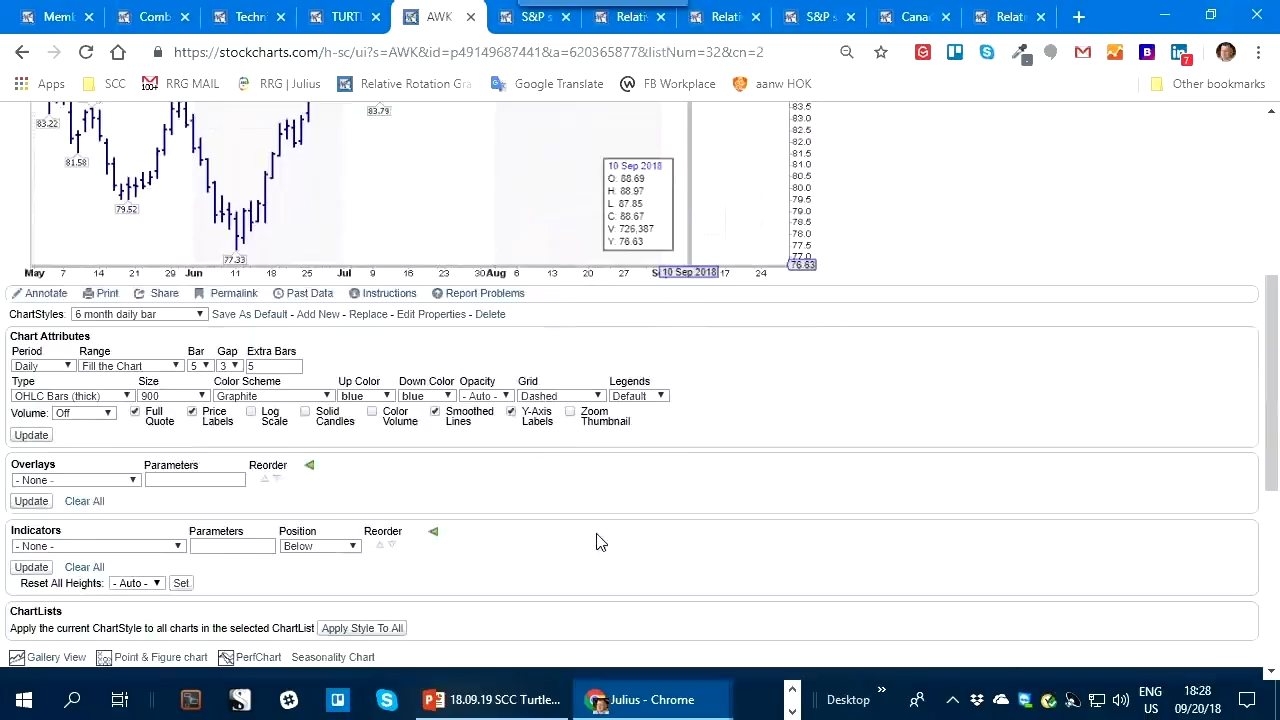 Memb
Comb
Techni
TURTL
AWK
S&P s
Relatis
Relati
S&P s
Canac
Relatis
https://stockcharts.com/h-sc/ui?s=AWK&id=p49149687441&a=620365877&listNum=32&cn=2
7
Apps
SCC
RRG MAIL
100+
RRG | Julius
Relative Rotation Gra
Google Translate
FB Workplace
aanw HOK
Other bookmarks
83.22
81.58
79.52
77.33
83.79
83.5
83.0
82.5
82.0
81.5
81.0
80.5
80.0
79.5
79.0
78.5
78.0
77.5
77.0
76.63
10 Sep 2018
O: 88.69
H: 88.97
L: 87.85
C: 88.67
V: 726,387
Y: 76.63
May 7 14 21 29 Jun 11 18 25 Jul 9 16 23 30 Aug 6 13 20 27 S 10 Sep 2018 17 24
Annotate Print Share Permalink Past Data Instructions Report Problems
ChartStyles: 6 month daily bar Save As Default - Add New - Replace - Edit Properties - Delete
Chart Attributes
Period Range Bar Gap Extra Bars
Daily Fill the Chart 5 3 5
Type Size Color Scheme Up Color Down Color Opacity Grid Legends
OHLC Bars (thick) 900 Graphite blue blue - Auto - Dashed Default
Volume: Off Full Quote Price Labels Log Scale Solid Candles Color Volume Smoothed Lines Y-Axis Labels Zoom Thumbnail
Update
Overlays Parameters Reorder
- None -
Update Clear All
Indicators Parameters Position Reorder
- None - Below
Update Clear All
Reset All Heights: - Auto - Set
ChartLists
Apply the current ChartStyle to all charts in the selected ChartList Apply Style To All
Gallery View Point & Figure chart PerfChart Seasonality Chart
18.09.19 SCC Turtle...
Julius - Chrome
Desktop
ENG
US
18:28
09/20/18